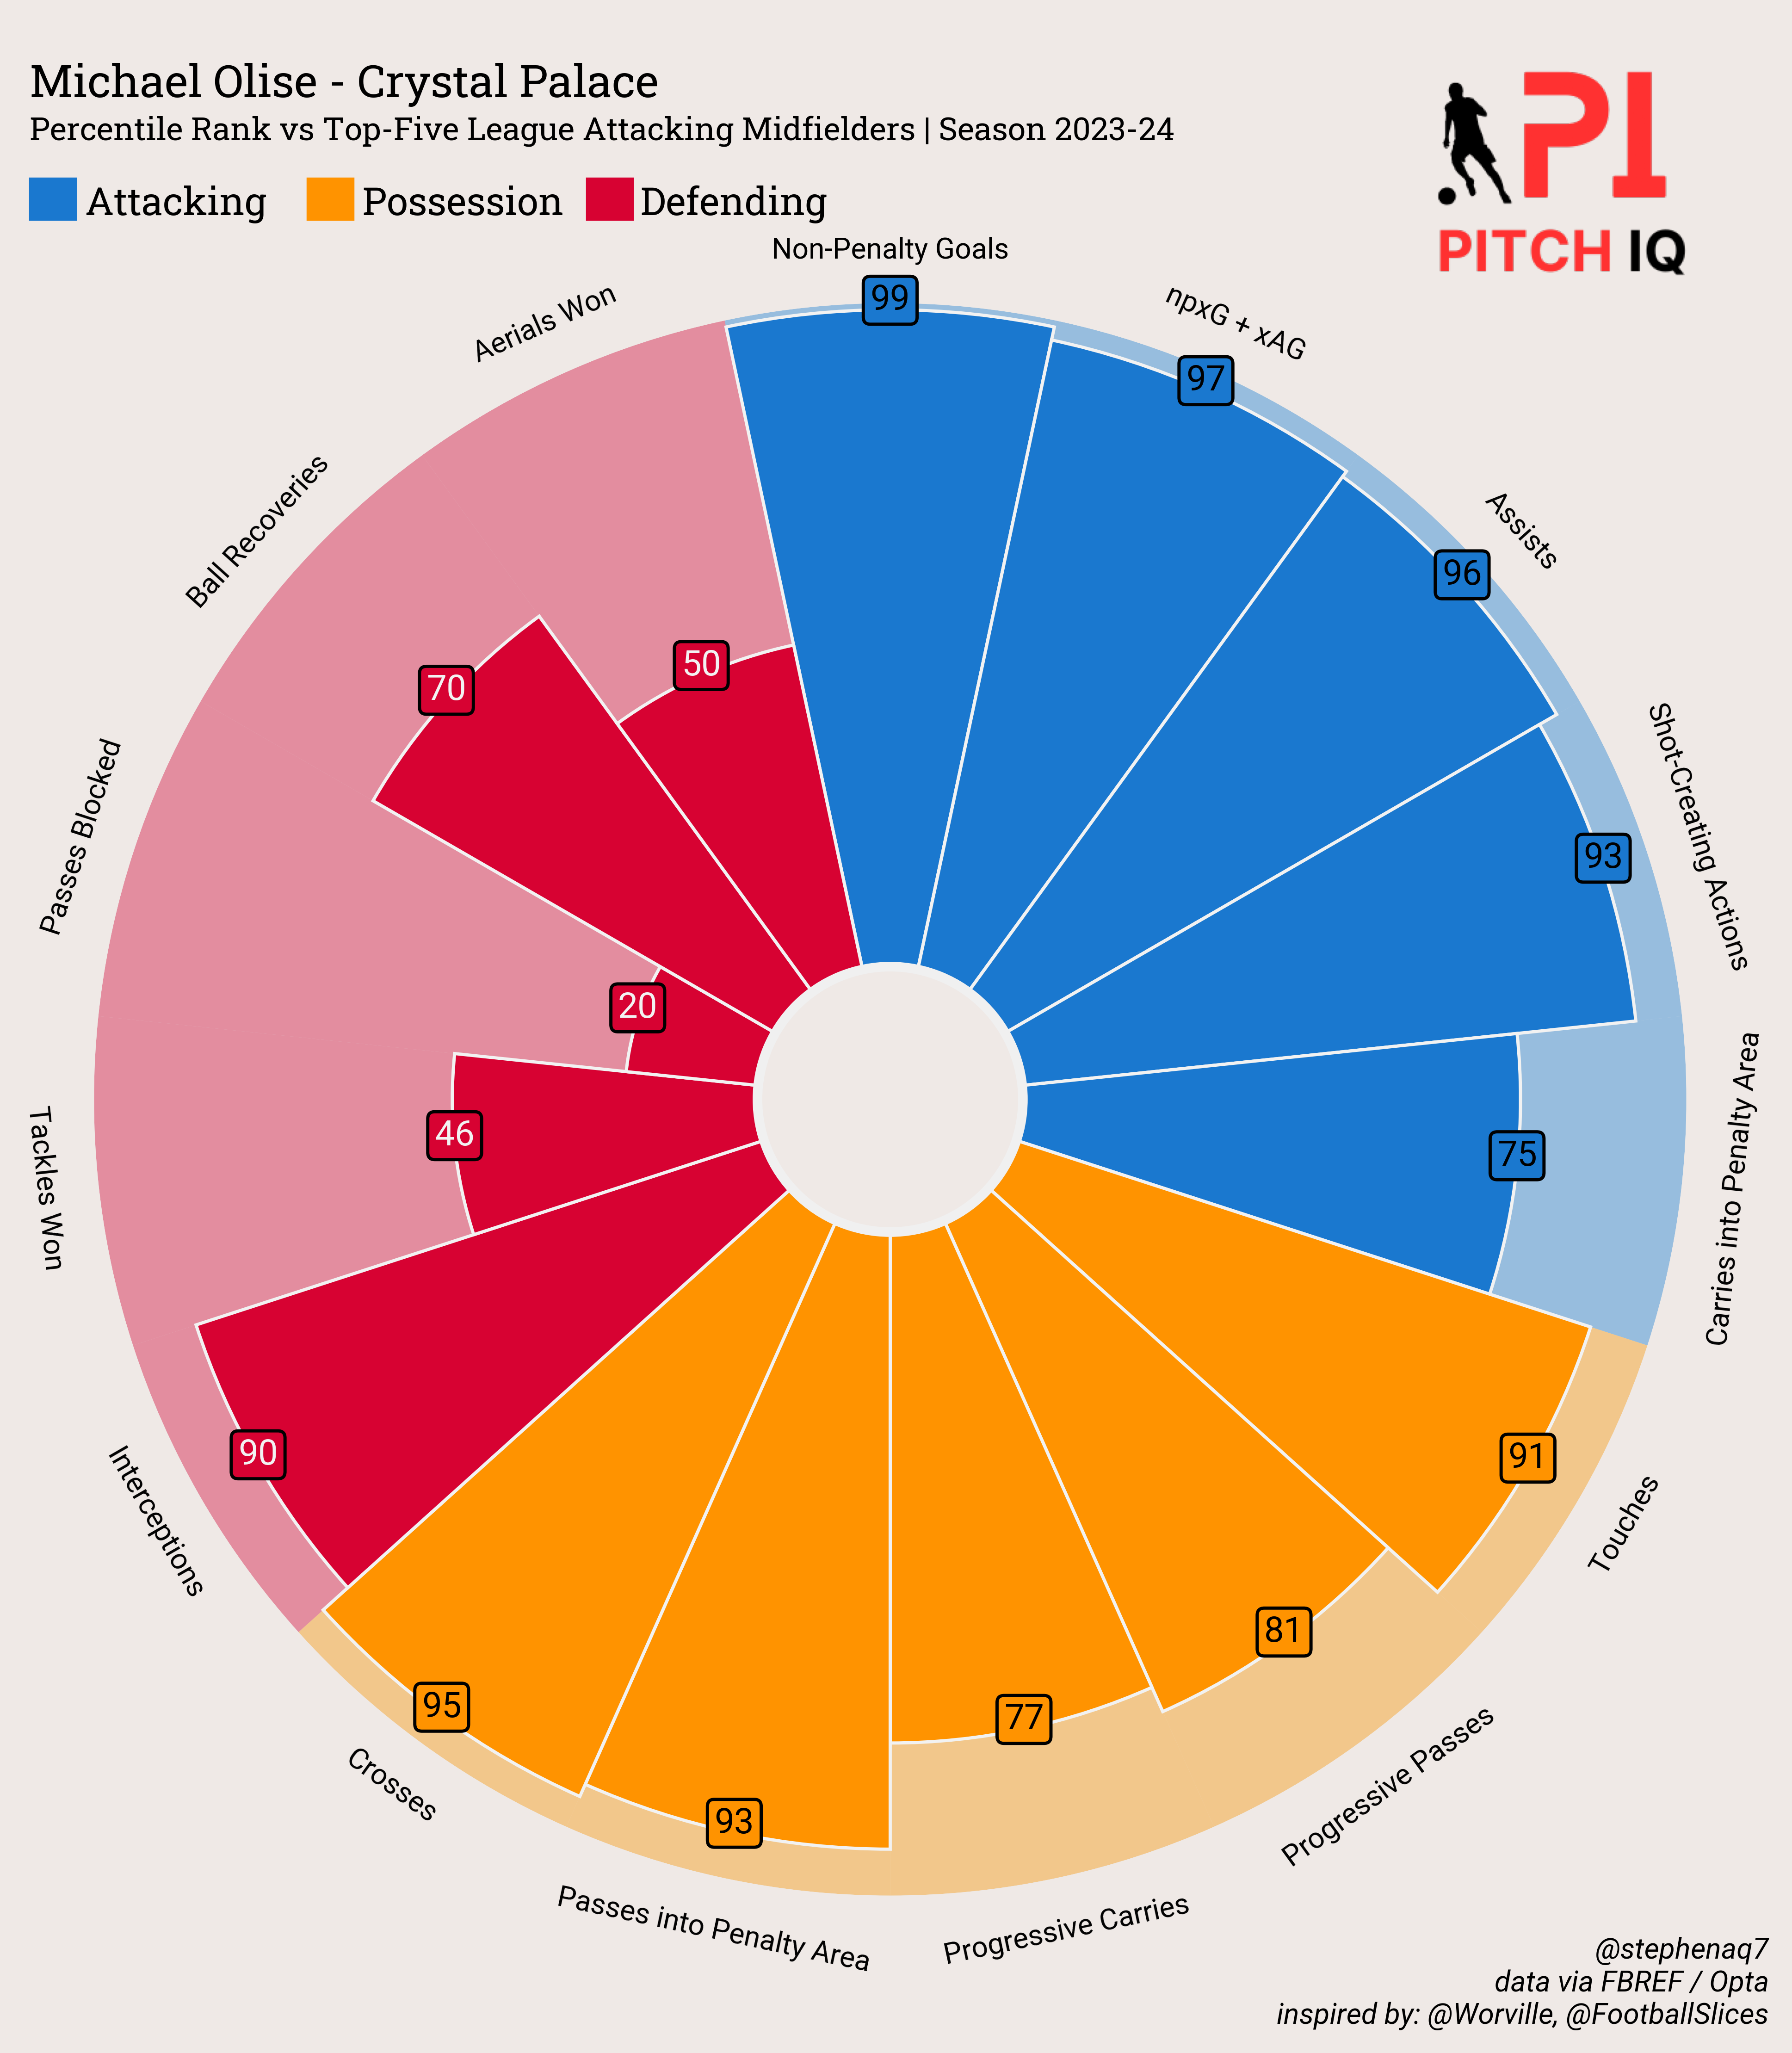 Michael Olise - Crystal Palace
Percentile Rank vs Top-Five League Attacking Midfielders | Season 2023-24
Attacking
Possession
Defending
PI
PITCH IQ
Non-Penalty Goals
99
npxG + xAG
97
Assists
96
Shot-Creating Actions
93
Carries into Penalty Area
75
Touches
91
Progressive Passes
81
Progressive Carries
77
Passes into Penalty Area
93
Crosses
95
Interceptions
90
Tackles Won
46
Passes Blocked
20
Ball Recoveries
70
Aerials Won
50
@stephenaq7
data via FBREF / Opta
inspired by: @Worville, @FootballSlices